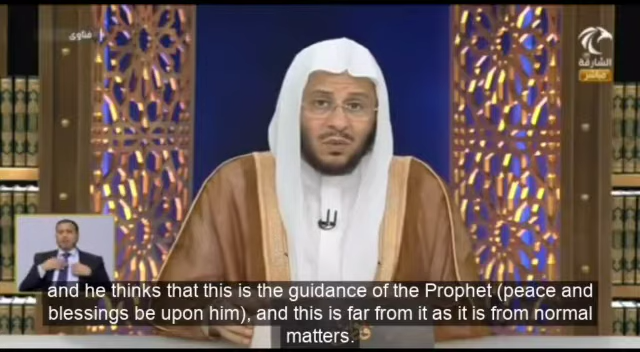 فتاوى
الشارقة
مباشر
and he thinks that this is the guidance of the Prophet (peace and
blessings be upon him), and this is far from it as it is from normal
matters.